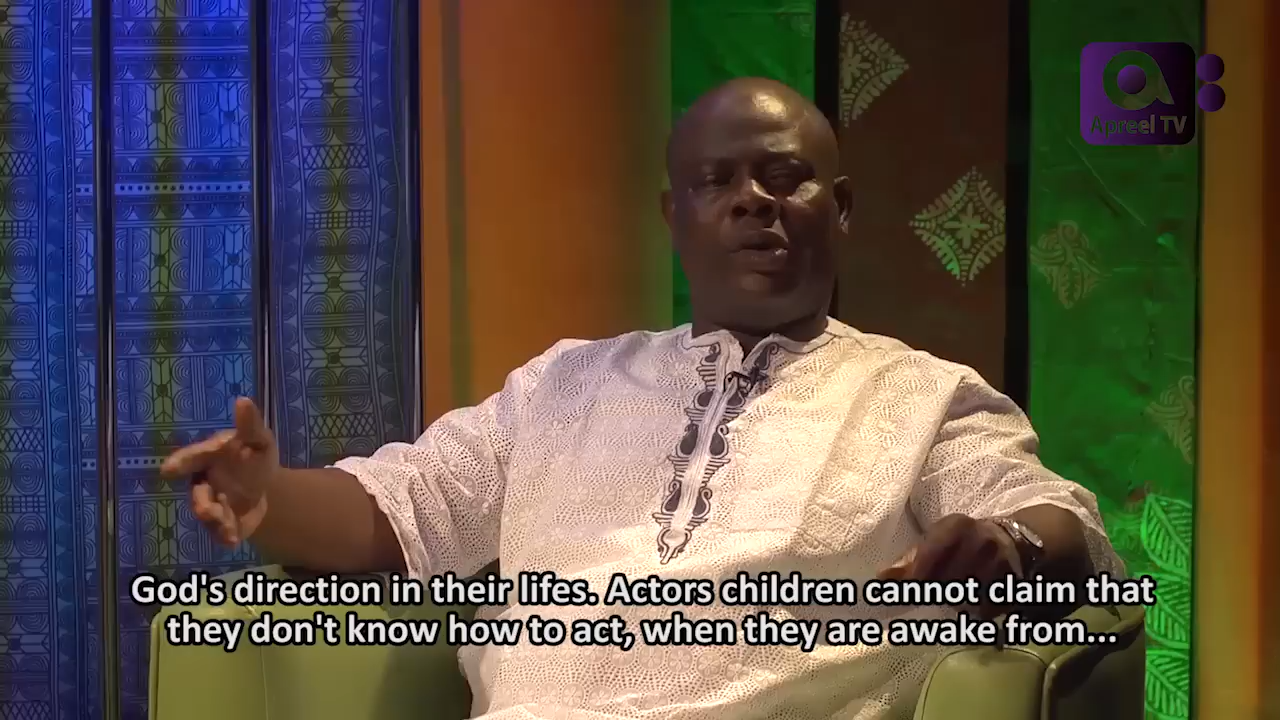 Apreel TV
God's direction in their lifes. Actors children cannot claim that
they don't know how to act, when they are awake from...